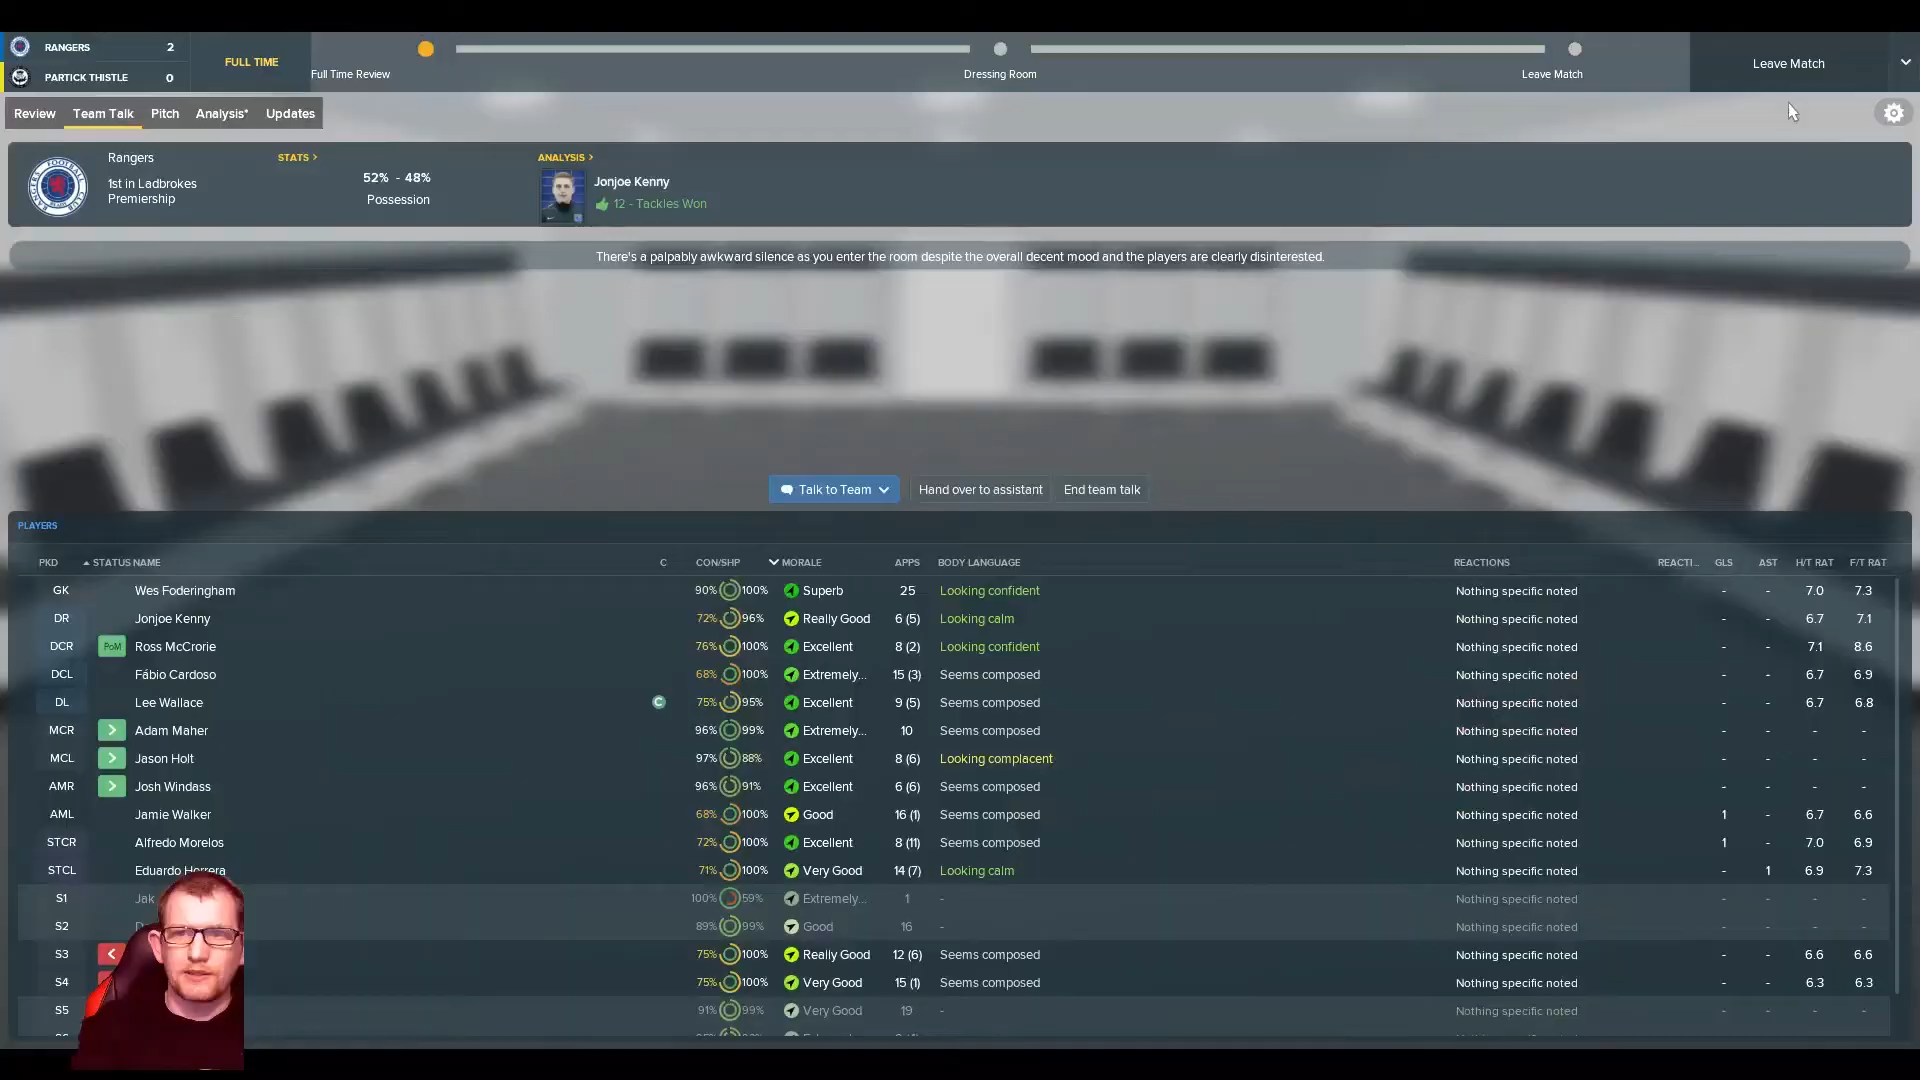 RANGERS 2
PARTICK THISTLE 0
FULL TIME
Full Time Review
Dressing Room
Leave Match
Leave Match
Review Team Talk Pitch Analysis* Updates
Rangers
1st in Ladbrokes
Premiership
STATS >
52% - 48%
Possession
ANALYSIS >
Jonjoe Kenny
12 - Tackles Won
There's a palpably awkward silence as you enter the room despite the overall decent mood and the players are clearly disinterested.
Talk to Team Hand over to assistant End team talk
PLAYERS
PKD STATUS NAME C CON/SHP MORALE APPS BODY LANGUAGE REACTIONS REACTI... GLS AST H/T RAT F/T RAT
GK Wes Foderingham 90% 100% Superb 25 Looking confident Nothing specific noted - - 7.0 7.3
DR Jonjoe Kenny 72% 96% Really Good 6 (5) Looking calm Nothing specific noted - - 6.7 7.1
DCR PoM Ross McCrorie 76% 100% Excellent 8 (2) Looking confident Nothing specific noted - - 7.1 8.6
DCL Fábio Cardoso 68% 100% Extremely... 15 (3) Seems composed Nothing specific noted - - 6.7 6.9
DL Lee Wallace C 75% 95% Excellent 9 (5) Seems composed Nothing specific noted - - 6.7 6.8
MCR Adam Maher 96% 99% Extremely... 10 Seems composed Nothing specific noted - - - -
MCL Jason Holt 97% 88% Excellent 8 (6) Looking complacent Nothing specific noted - - - -
AMR Josh Windass 96% 91% Excellent 6 (6) Seems composed Nothing specific noted - - - -
AML Jamie Walker 68% 100% Good 16 (1) Seems composed Nothing specific noted 1 - 6.7 6.6
STCR Alfredo Morelos 72% 100% Excellent 8 (11) Seems composed Nothing specific noted 1 - 7.0 6.9
STCL Eduardo Herrera 71% 100% Very Good 14 (7) Looking calm Nothing specific noted - 1 6.9 7.3
S1 Jak 100% 59% Extremely... 1 - Nothing specific noted - - - -
S2 89% 99% Good 16 - Nothing specific noted - - - -
S3 75% 100% Really Good 12 (6) Seems composed Nothing specific noted - - 6.6 6.6
S4 75% 100% Very Good 15 (1) Seems composed Nothing specific noted - - 6.3 6.3
S5 91% 99% Very Good 19 - Nothing specific noted - - - -